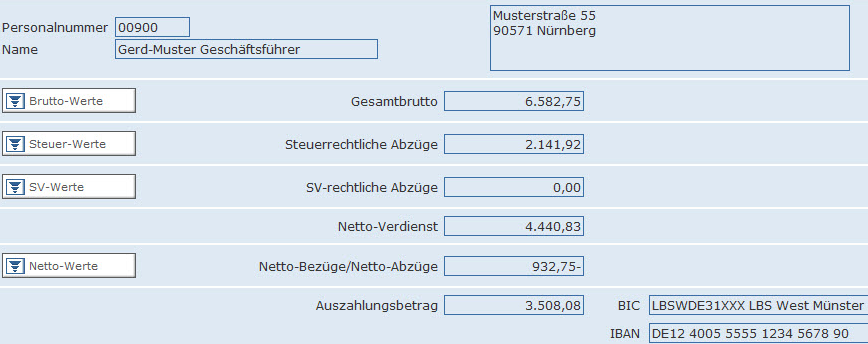 Musterstraße 55
Personalnummer 00900
90571 Nürnberg
Name Gerd-Muster Geschäftsführer
Brutto-Werte Gesamtbrutto 6.582,75
Steuer-Werte Steuerrechtliche Abzüge 2.141,92
SV-Werte SV-rechtliche Abzüge 0,00
Netto-Verdienst 4.440,83
Netto-Werte Netto-Bezüge/Netto-Abzüge 932,75-
Auszahlungsbetrag 3.508,08 BIC LBSWDE31XXX LBS West Münster
IBAN DE12 4005 5555 1234 5678 90